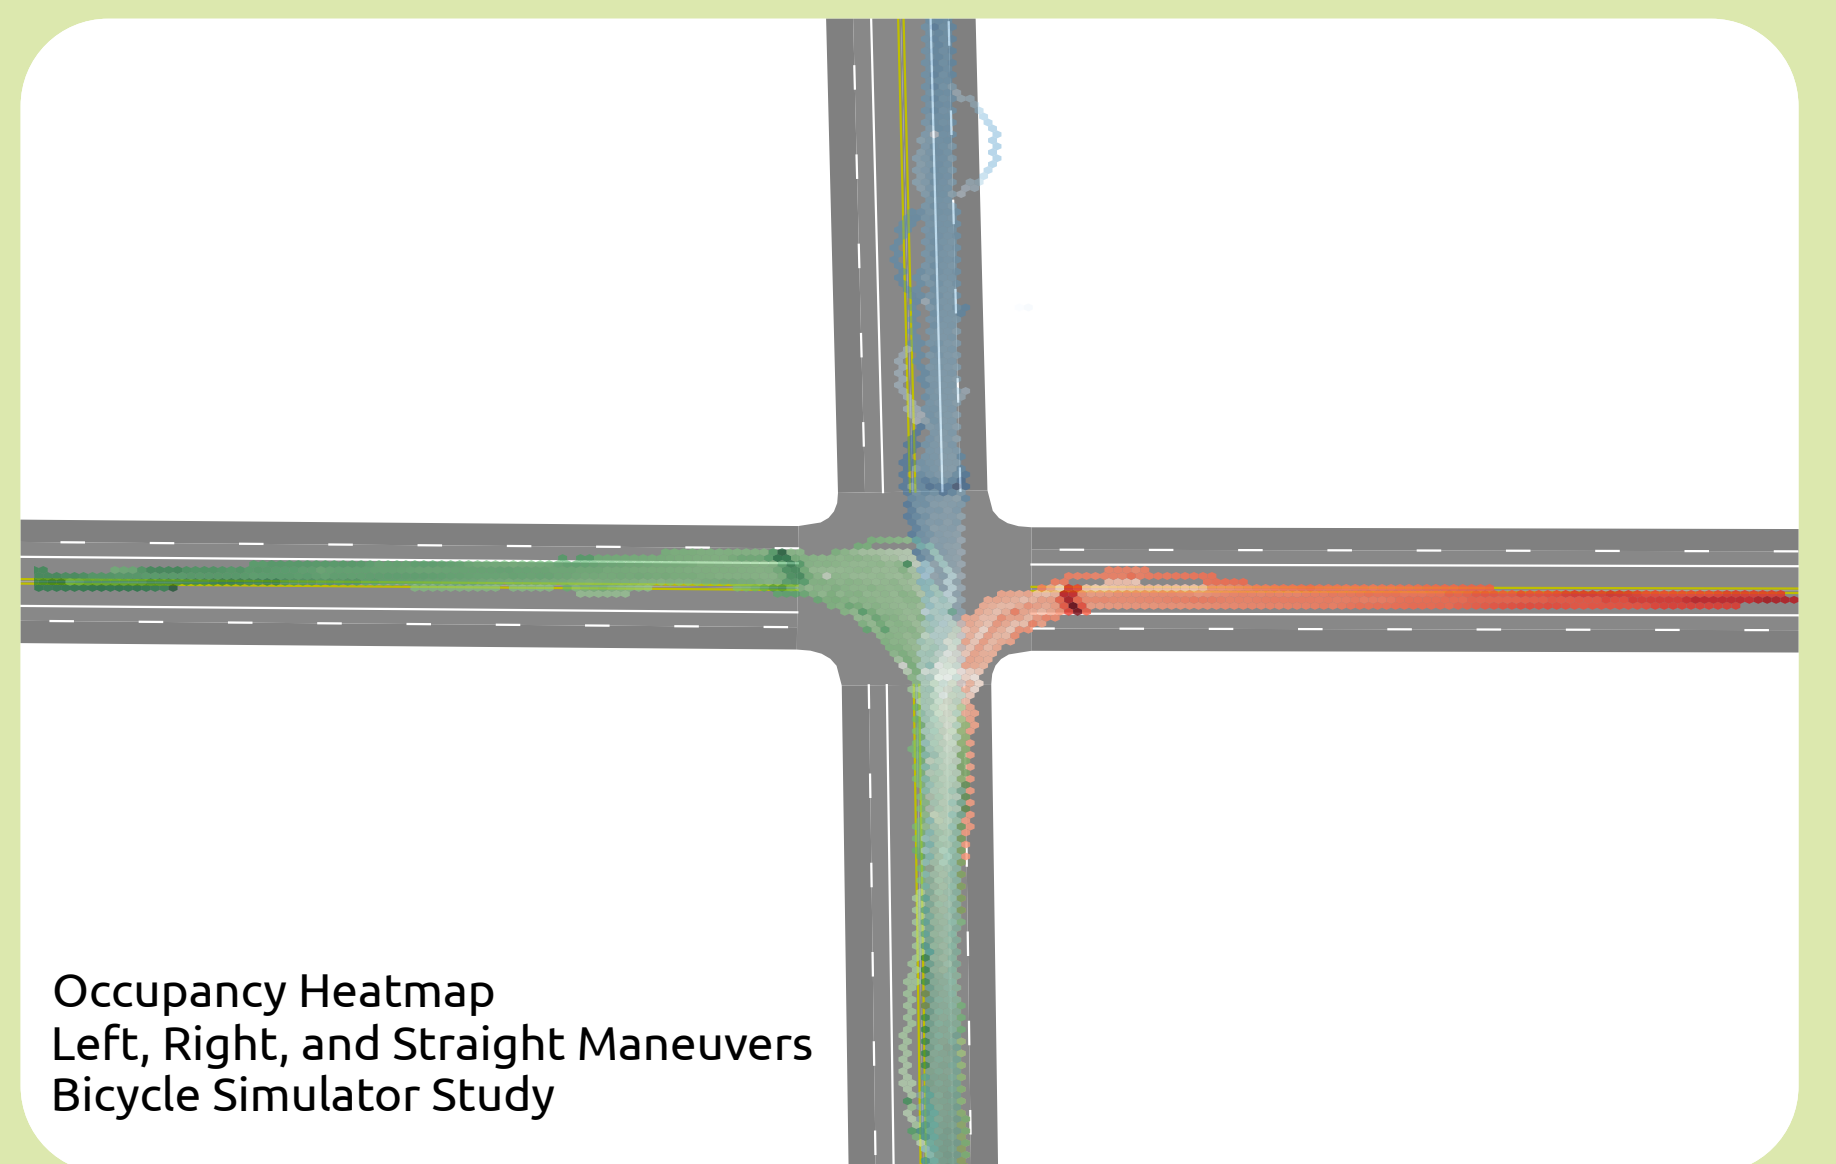 Occupancy Heatmap
Left, Right, and Straight Maneuvers
Bicycle Simulator Study